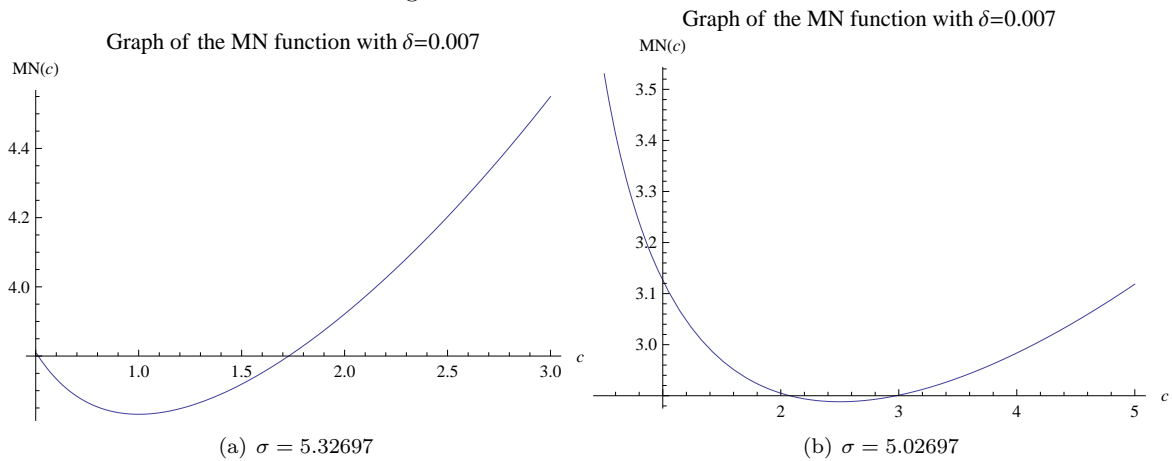 Graph of the MN function with δ=0.007
MN(c)
4.4
4.2
4.0
1.0 1.5 2.0 2.5 3.0 c
(a) σ = 5.32697
Graph of the MN function with δ=0.007
MN(c)
3.5
3.4
3.3
3.2
3.1
3.0
2 3 4 5 c
(b) σ = 5.02697